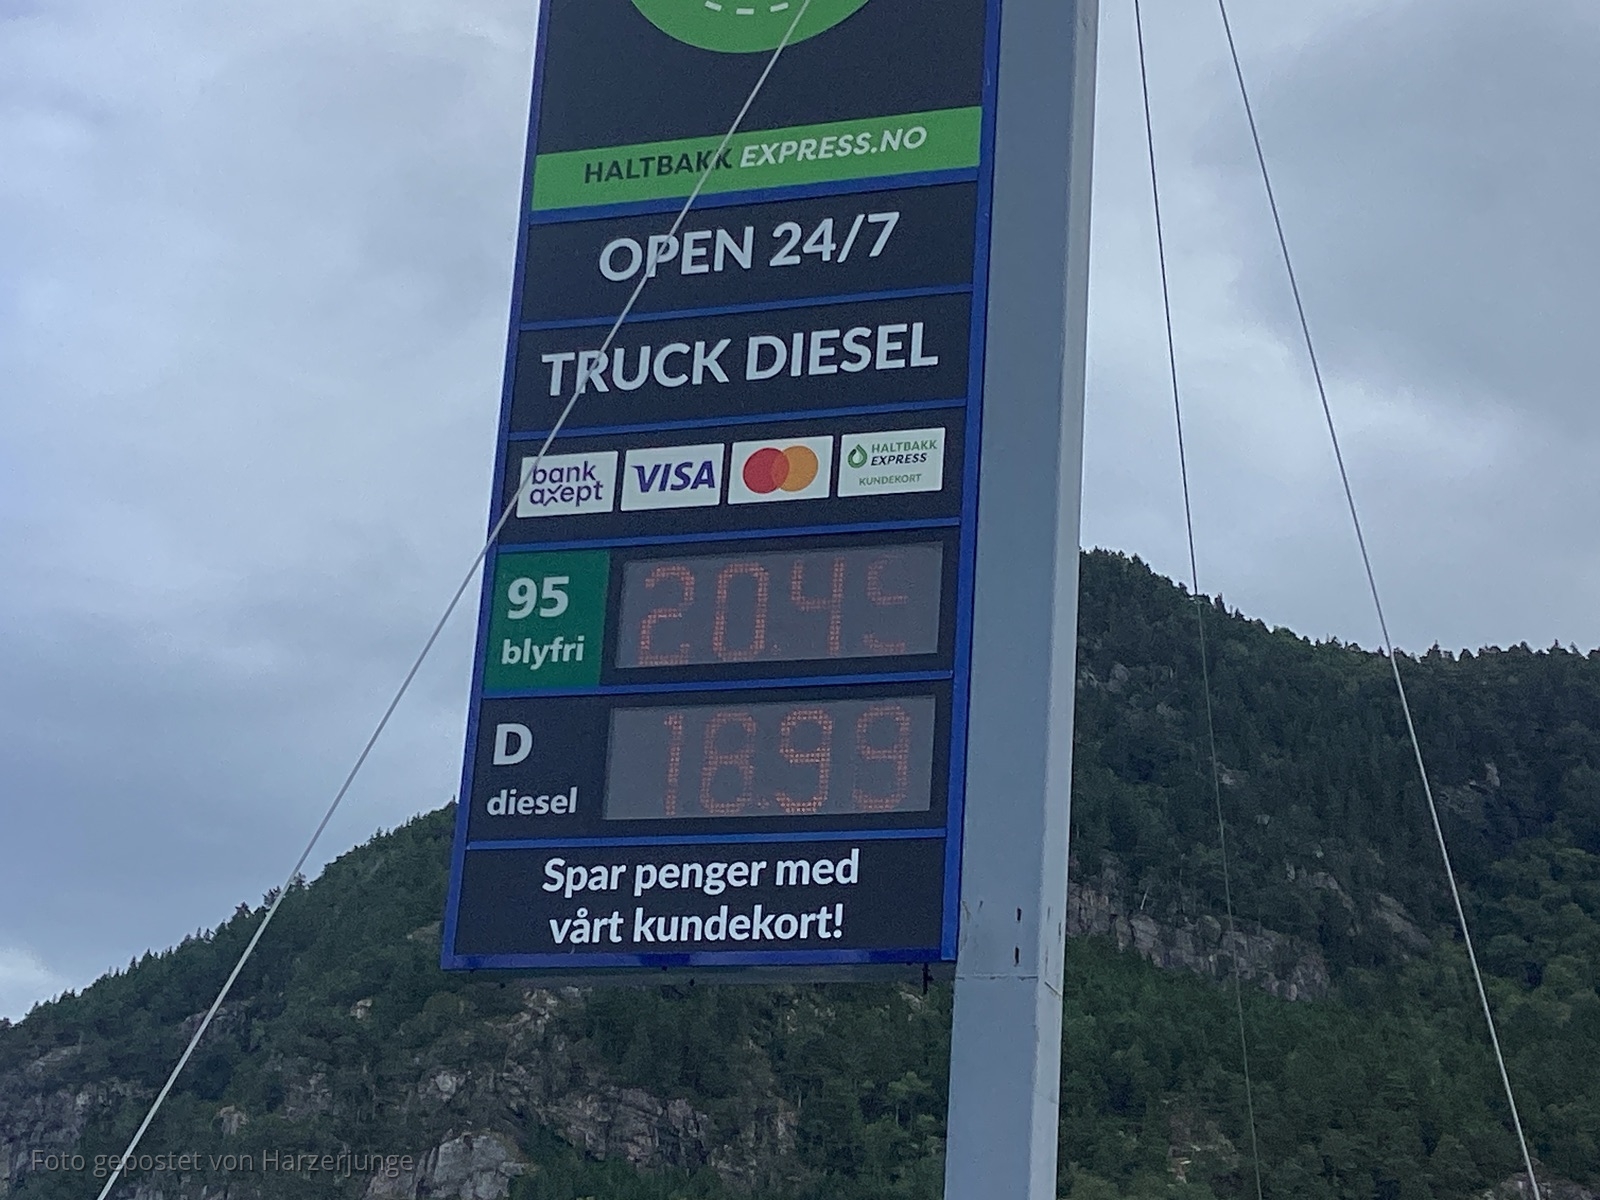 HALTBAKK EXPRESS.NO
OPEN 24/7
TRUCK DIESEL
bank axept VISA HALTBAKK EXPRESS KUNDEKORT
95 blyfri
20.4
D diesel
18.99
Spar penger med
vårt kundekort!
Foto gepostet von Harzerjunge